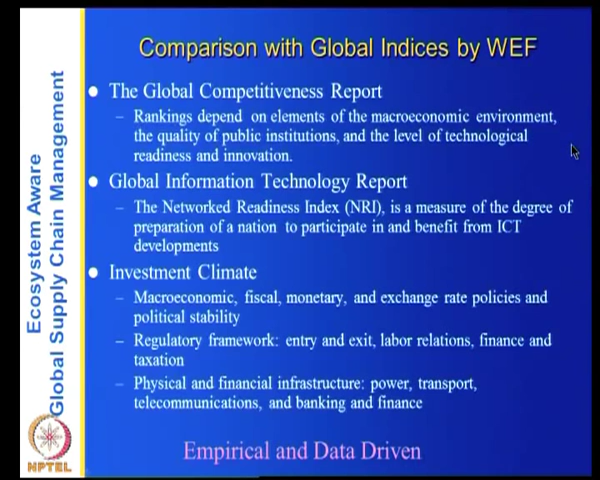 Comparison with Global Indices by WEF
● The Global Competitiveness Report
– Rankings depend on elements of the macroeconomic environment,
the quality of public institutions, and the level of technological
readiness and innovation.
● Global Information Technology Report
– The Networked Readiness Index (NRI), is a measure of the degree of
preparation of a nation to participate in and benefit from ICT
developments
● Investment Climate
– Macroeconomic, fiscal, monetary, and exchange rate policies and
political stability
– Regulatory framework: entry and exit, labor relations, finance and
taxation
– Physical and financial infrastructure: power, transport,
telecommunications, and banking and finance
Empirical and Data Driven
Ecosystem Aware
Global Supply Chain Management
NPTEL